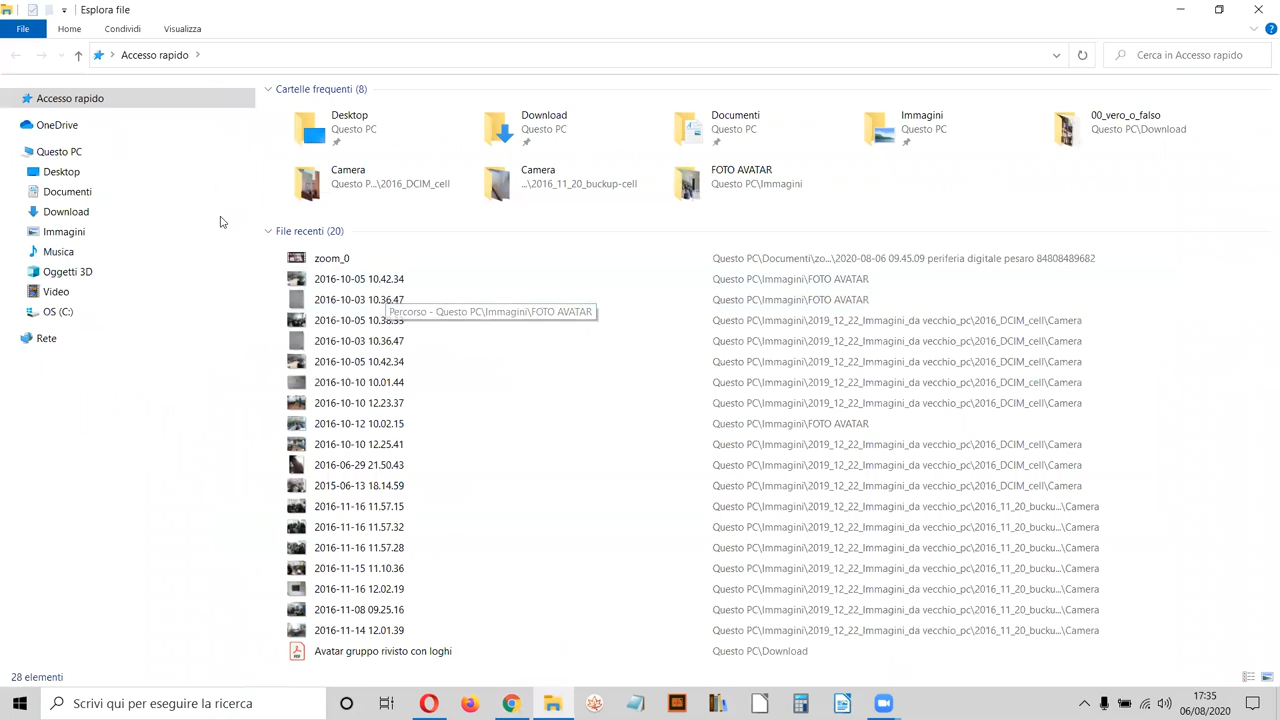 Esplora file
File Home Condividi Visualizza
Accesso rapido
Cerca in Accesso rapido
Accesso rapido
OneDrive
Questo PC
Desktop
Documenti
Download
Immagini
Musica
Oggetti 3D
Video
OS (C:)
Rete
Cartelle frequenti (8)
Desktop
Questo PC
Download
Questo PC
Documenti
Questo PC
Immagini
Questo PC
00_vero_o_falso
Questo PC\Download
Camera
Questo P...\2016_DCIM_cell
Camera
...\2016_11_20_buckup-cell
FOTO AVATAR
Questo PC\Immagini
File recenti (20)
zoom_0 Questo PC\Documenti\zo...\2020-08-06 09.45.09 periferia digitale pesaro 84808489682
2016-10-05 10.42.34 Questo PC\Immagini\FOTO AVATAR
2016-10-03 10.36.47 Questo PC\Immagini\FOTO AVATAR
Percorso - Questo PC\Immagini\FOTO AVATAR
2016-10-05 10.38.33 Questo PC\Immagini\2019_12_22_Immagini_da vecchio_pc\2016_DCIM_cell\Camera
2016-10-03 10.36.47 Questo PC\Immagini\2019_12_22_Immagini_da vecchio_pc\2016_DCIM_cell\Camera
2016-10-05 10.42.34 Questo PC\Immagini\2019_12_22_Immagini_da vecchio_pc\2016_DCIM_cell\Camera
2016-10-10 10.01.44 Questo PC\Immagini\2019_12_22_Immagini_da vecchio_pc\2016_DCIM_cell\Camera
2016-10-10 12.23.37 Questo PC\Immagini\2019_12_22_Immagini_da vecchio_pc\2016_DCIM_cell\Camera
2016-10-12 10.02.15 Questo PC\Immagini\FOTO AVATAR
2016-10-10 12.25.41 Questo PC\Immagini\2019_12_22_Immagini_da vecchio_pc\2016_DCIM_cell\Camera
2016-06-29 21.50.43 Questo PC\Immagini\2019_12_22_Immagini_da vecchio_pc\2016_DCIM_cell\Camera
2015-06-13 18.14.59 Questo PC\Immagini\2019_12_22_Immagini_da vecchio_pc\2016_DCIM_cell\Camera
2016-11-16 11.57.15 Questo PC\Immagini\2019_12_22_Immagini_da vecchio_pc\2016_11_20_bucku...\Camera
2016-11-16 11.57.32 Questo PC\Immagini\2019_12_22_Immagini_da vecchio_pc\2016_11_20_bucku...\Camera
2016-11-16 11.57.28 Questo PC\Immagini\2019_12_22_Immagini_da vecchio_pc\2016_11_20_bucku...\Camera
2016-11-15 11.10.36 Questo PC\Immagini\2019_12_22_Immagini_da vecchio_pc\2016_11_20_bucku...\Camera
2016-11-16 12.02.19 Questo PC\Immagini\2019_12_22_Immagini_da vecchio_pc\2016_11_20_bucku...\Camera
2016-11-08 09.25.16 Questo PC\Immagini\2019_12_22_Immagini_da vecchio_pc\2016_11_20_bucku...\Camera
2016-11-14 12.01.39 Questo PC\Immagini\2019_12_22_Immagini_da vecchio_pc\2016_11_20_bucku...\Camera
Avatar gruppo rivisto con loghi Questo PC\Download
28 elementi
Scrivi qui per eseguire la ricerca
17:35
06/08/2020